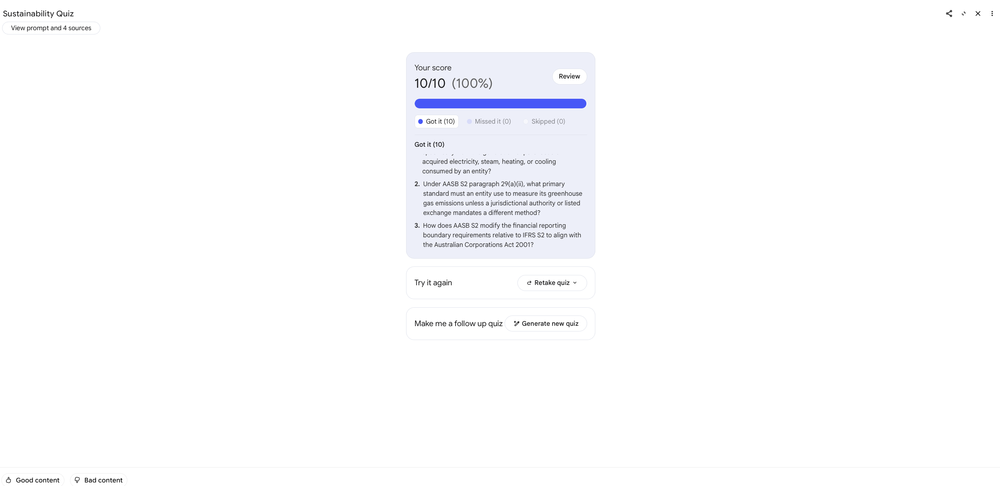 Sustainability Quiz
View prompt and 4 sources
Your score
10/10 (100%)
Review
Got it (10)
Missed it (0)
Skipped (0)
Got it (10)
acquired electricity, steam, heating, or cooling
consumed by an entity?
2. Under AASB S2 paragraph 29(a)(ii), what primary
standard must an entity use to measure its greenhouse
gas emissions unless a jurisdictional authority or listed
exchange mandates a different method?
3. How does AASB S2 modify the financial reporting
boundary requirements relative to IFRS S2 to align with
the Australian Corporations Act 2001?
Try it again
Retake quiz
Make me a follow up quiz
Generate new quiz
Good content
Bad content